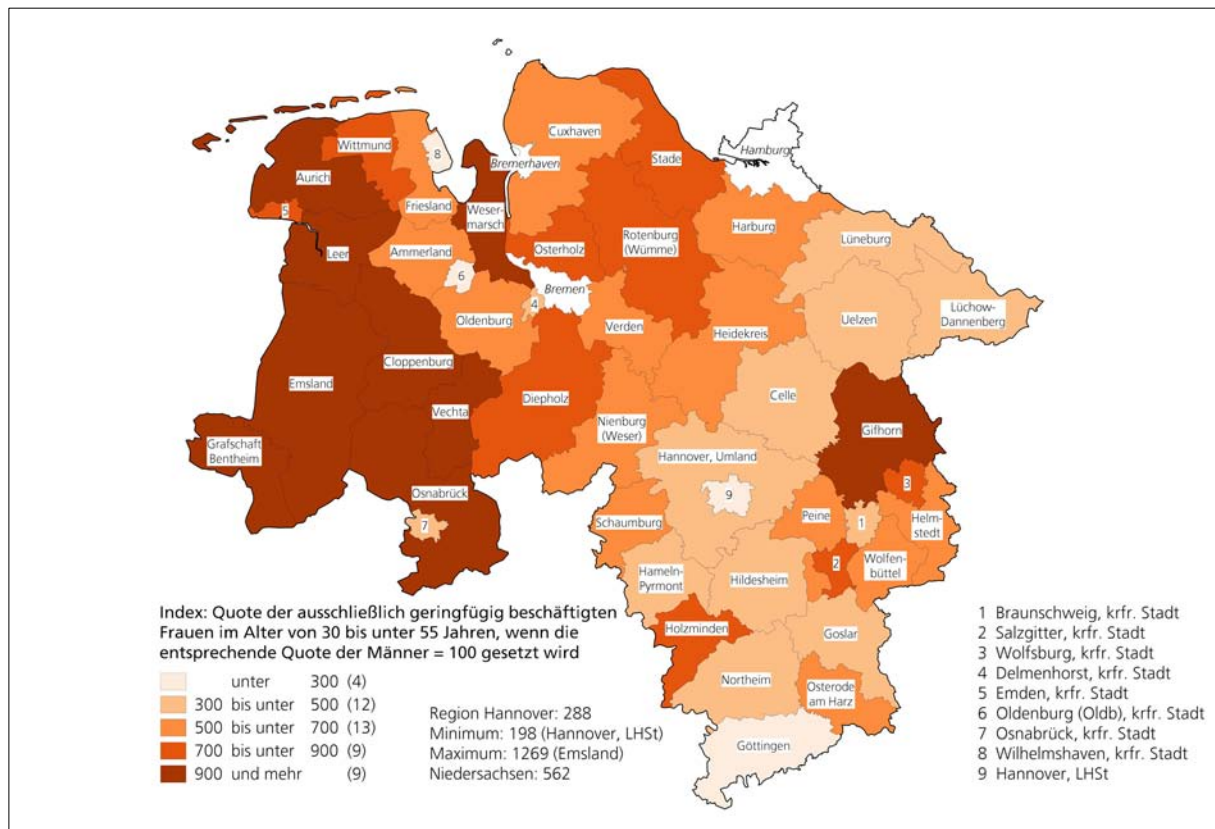 Wittmund
8
Aurich
5
Friesland
Leer
Ammerland
6
Weser-
marsch
Bremerhaven
Cuxhaven
Stade
Hamburg
Osterholz
Rotenburg
(Wümme)
Harburg
Lüneburg
Bremen
4
Oldenburg
Verden
Heidekreis
Uelzen
Lüchow-
Dannenberg
Cloppenburg
Emsland
Vechta
Diepholz
Celle
Gifhorn
Grafschaft
Bentheim
Nienburg
(Weser)
Hannover, Umland
9
3
Osnabrück
7
Schaumburg
Peine
1
Helm-
stedt
2
Wolfen-
büttel
Hameln-
Pyrmont
Hildesheim
Holzminden
Goslar
Northeim
Osterode
am Harz
Göttingen
Index: Quote der ausschließlich geringfügig beschäftigten
Frauen im Alter von 30 bis unter 55 Jahren, wenn die
entsprechende Quote der Männer = 100 gesetzt wird
unter 300 (4)
300 bis unter 500 (12)
500 bis unter 700 (13)
700 bis unter 900 (9)
900 und mehr (9)
Region Hannover: 288
Minimum: 198 (Hannover, LHSt)
Maximum: 1269 (Emsland)
Niedersachsen: 562
1 Braunschweig, krfr. Stadt
2 Salzgitter, krfr. Stadt
3 Wolfsburg, krfr. Stadt
4 Delmenhorst, krfr. Stadt
5 Emden, krfr. Stadt
6 Oldenburg (Oldb), krfr. Stadt
7 Osnabrück, krfr. Stadt
8 Wilhelmshaven, krfr. Stadt
9 Hannover, LHSt